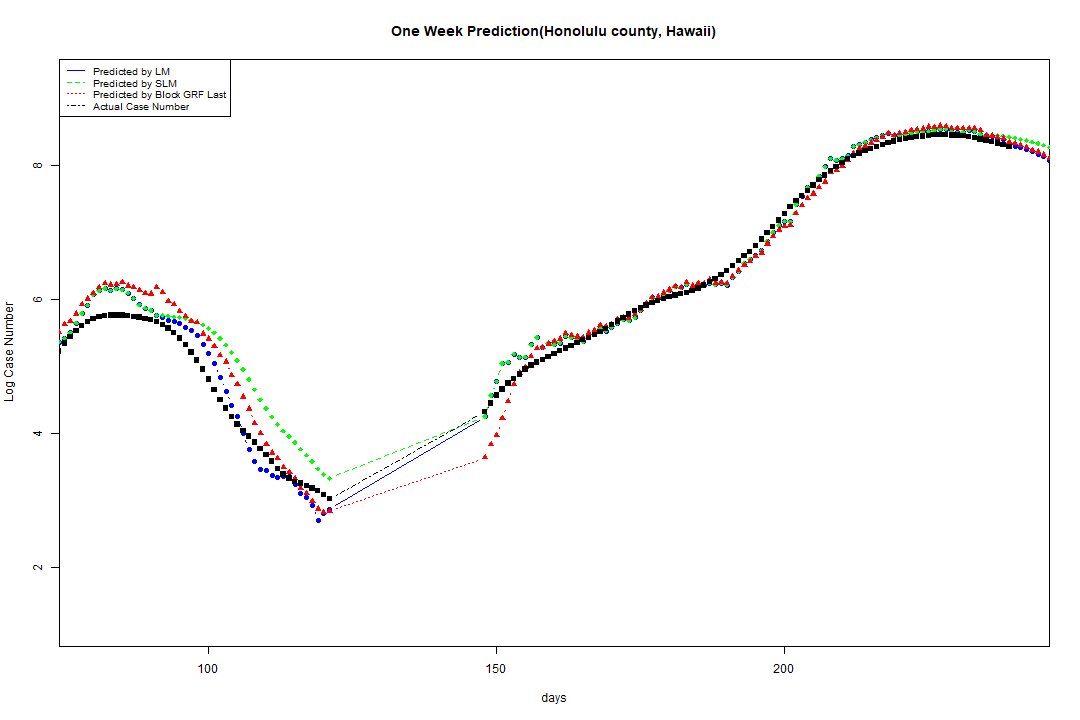 One Week Prediction(Honolulu county, Hawaii)
Predicted by LM
Predicted by SLM
Predicted by Block GRF Last
Actual Case Number
8
6
4
2
Log Case Number
100 150 200
days